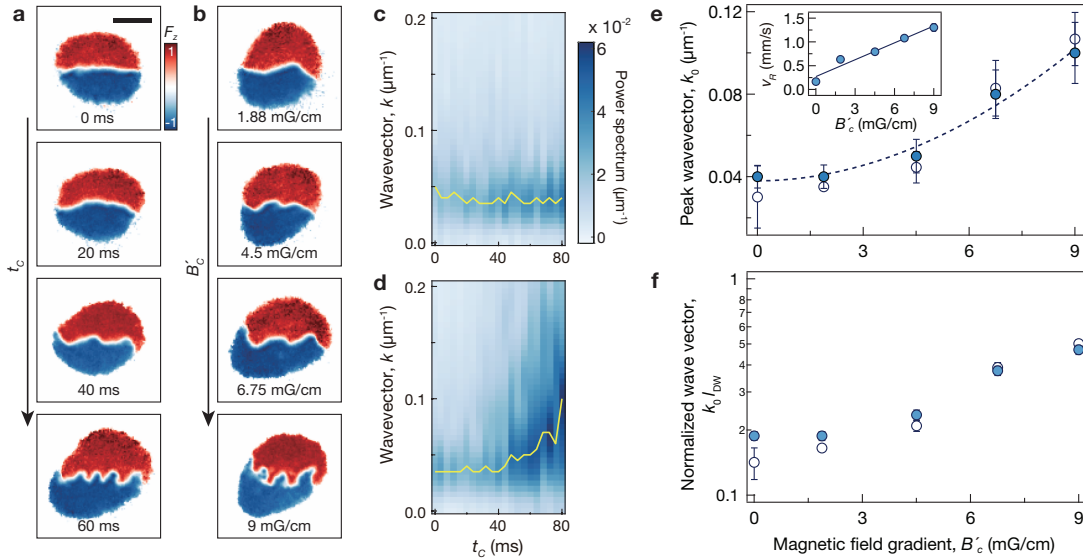 a
F_z
1
-1
0 ms
20 ms
t_C
40 ms
60 ms
b
1.88 mG/cm
4.5 mG/cm
B′_C
6.75 mG/cm
9 mG/cm
c
Wavevector, k (µm⁻¹)
0.2
0.1
0.0
0 40 80
x 10⁻²
6
4
2
0
Power spectrum (µm⁻¹)
d
Wavevector, k (µm⁻¹)
0.2
0.1
0.0
0 40 80
t_C (ms)
e
Peak wavevector, k₀ (µm⁻¹)
0.12
0.08
0.04
v_R (mm/s)
1.5
1.0
0.5
0.0
0 3 6 9
B′_c (mG/cm)
0 3 6 9
f
Normalized wave vector,
k₀ l_DW
1
8
7
6
5
4
3
2
0.1
0 3 6 9
Magnetic field gradient, B′_c (mG/cm)